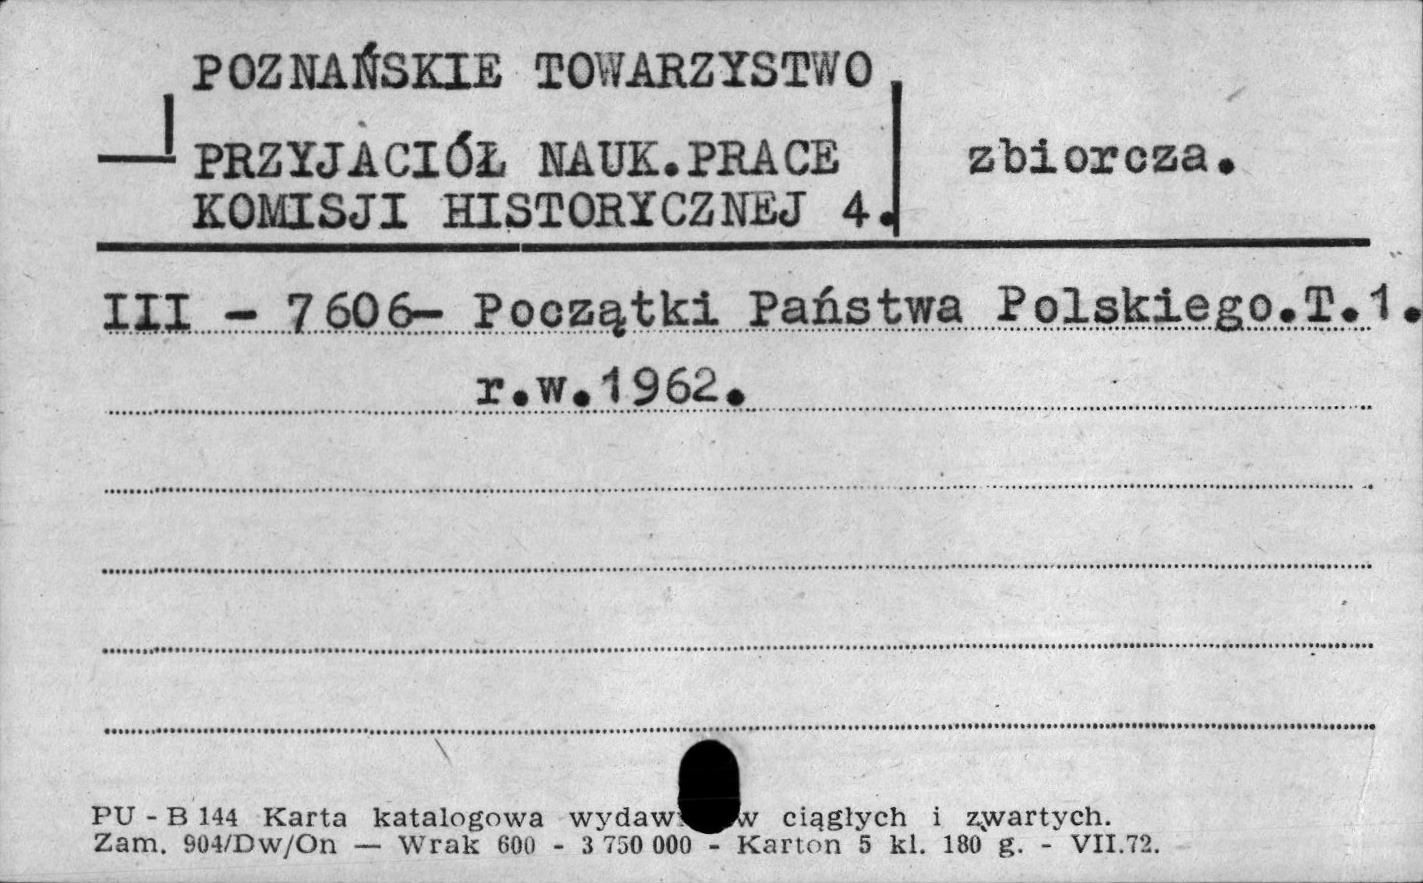 POZNAŃSKIE TOWARZYSTWO
PRZYJACIÓŁ NAUK.PRACE
KOMISJI HISTORYCZNEJ 4.
zbiorcza.
III - 7606- Początki Państwa Polskiego.T.1.
r.w.1962.
PU - B 144 Karta katalogowa ciągłych i zwartych.
Zam. 904/Dw/On — Wrak 600 - 3 750 000 - Karton 5 kl. 180 g. - VII.72.